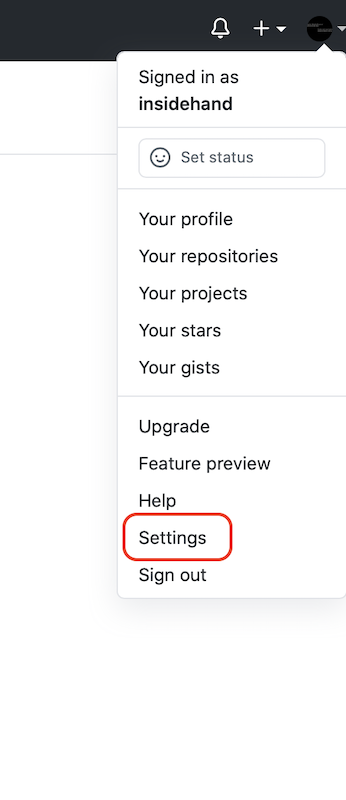 Signed in as
insidehand
Set status
Your profile
Your repositories
Your projects
Your stars
Your gists
Upgrade
Feature preview
Help
Settings
Sign out